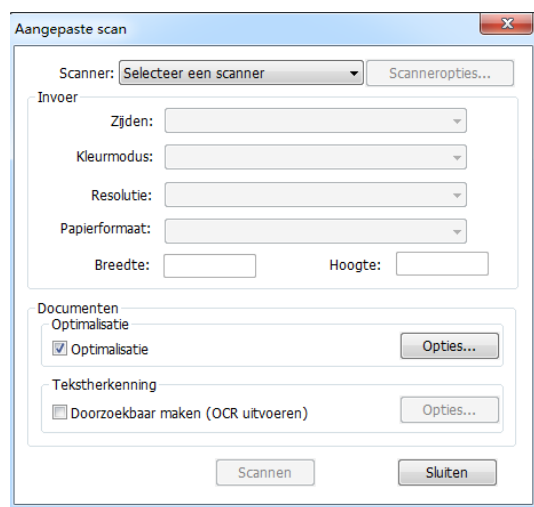 Aangepaste scan
Scanner: Selecteer een scanner Scanneropties...
Invoer
Zijden:
Kleurmodus:
Resolutie:
Papierformaat:
Breedte: Hoogte:
Documenten
Optimalisatie
Optimalisatie Opties...
Tekstherkenning
Doorzoekbaar maken (OCR uitvoeren) Opties...
Scannen Sluiten